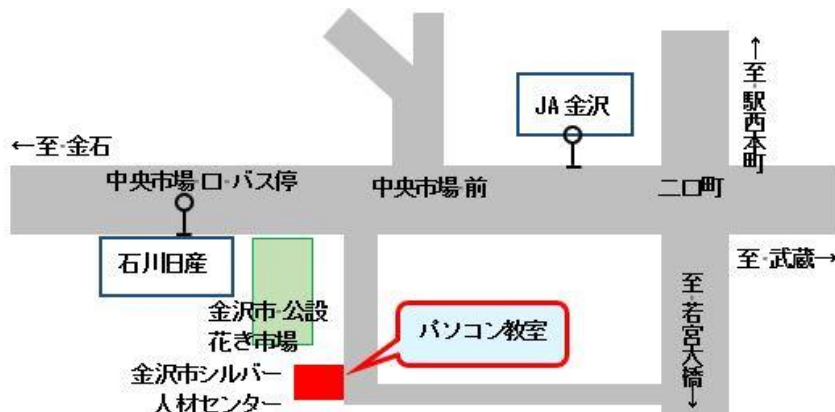 JA金沢
←至・駅西本町
←至・金石
中央市場・口・バス停
中央市場・前
二口町
石川日産
至・武蔵→
至・若宮大橋→
金沢市・公設
花き市場
パソコン教室
金沢市シルバー
人材センター